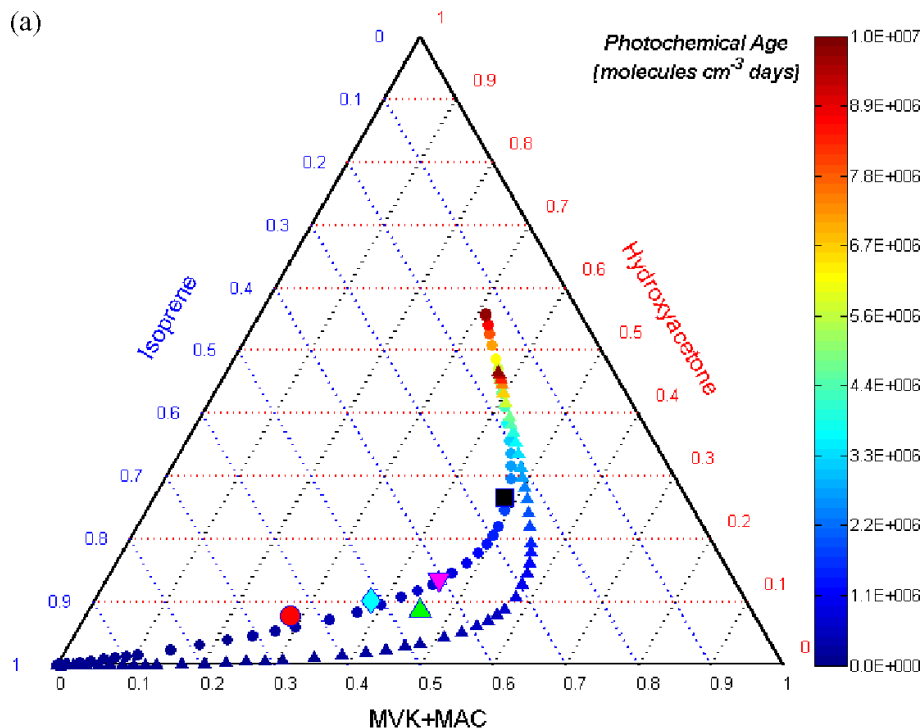 (a)
Photochemical Age
[molecules cm⁻³ days]
1.0E+007
8.9E+006
7.8E+006
6.7E+006
5.6E+006
4.4E+006
3.3E+006
2.2E+006
1.1E+006
0.0E+000
Isoprene
0
0.1
0.2
0.3
0.4
0.5
0.6
0.7
0.8
0.9
1
Hydroxyacetone
1
0.9
0.8
0.7
0.6
0.5
0.4
0.3
0.2
0.1
0
0 0.1 0.2 0.3 0.4 0.5 0.6 0.7 0.8 0.9 1
MVK+MAC